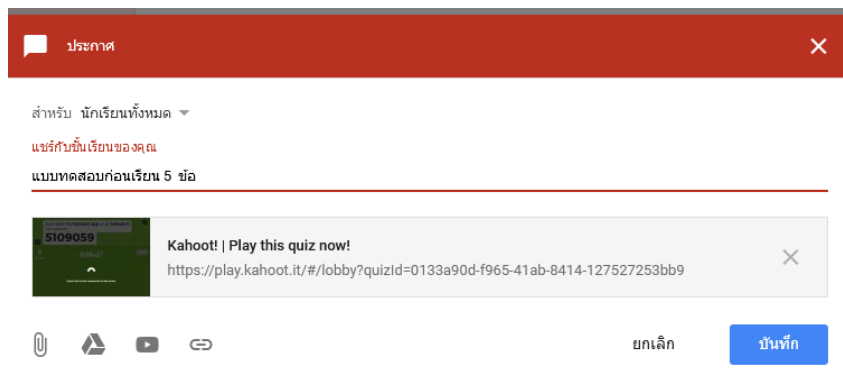 ประกาศ
สำหรับ นักเรียนทั้งหมด
แชร์กับชั้นเรียนของคุณ
แบบทดสอบก่อนเรียน 5 ข้อ
5109059
Kahoot! | Play this quiz now!
https://play.kahoot.it/#/lobby?quizId=0133a90d-f965-41ab-8414-127527253bb9
ยกเลิก
บันทึก